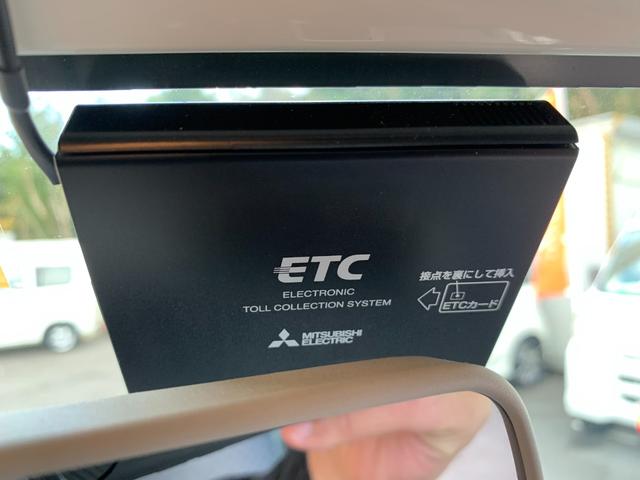 ETC
ELECTRONIC
TOLL COLLECTION SYSTEM
MITSUBISHI
ELECTRIC
接点を裏にして挿入
ETCカード